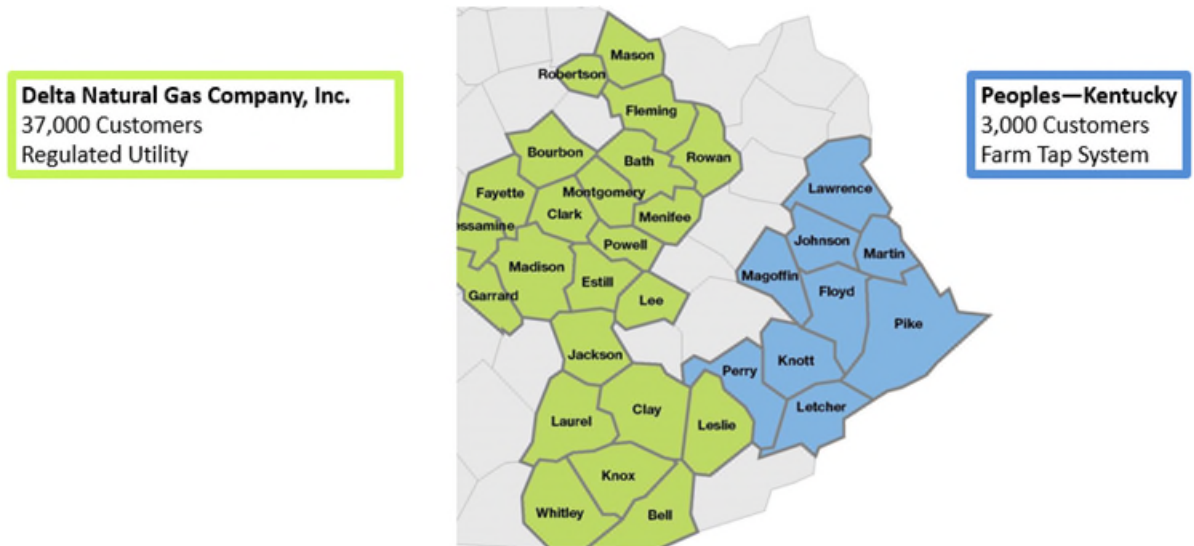 Delta Natural Gas Company, Inc.
37,000 Customers
Regulated Utility
Peoples—Kentucky
3,000 Customers
Farm Tap System
Mason
Robertson
Fleming
Bourbon
Bath
Rowan
Fayette
Montgomery
Clark
Menifee
essamine
Powell
Madison
Estill
Garrard
Lee
Jackson
Laurel
Clay
Leslie
Knox
Whitley
Bell
Lawrence
Johnson
Martin
Magoffin
Floyd
Pike
Perry
Knott
Letcher